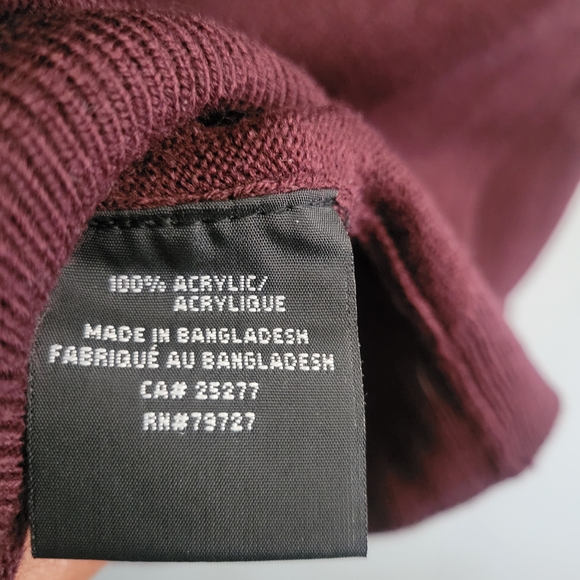 100% ACRYLIC/
ACRYLIQUE
MADE IN BANGLADESH
FABRIQUÉ AU BANGLADESH
CA# 25277
RN#79727